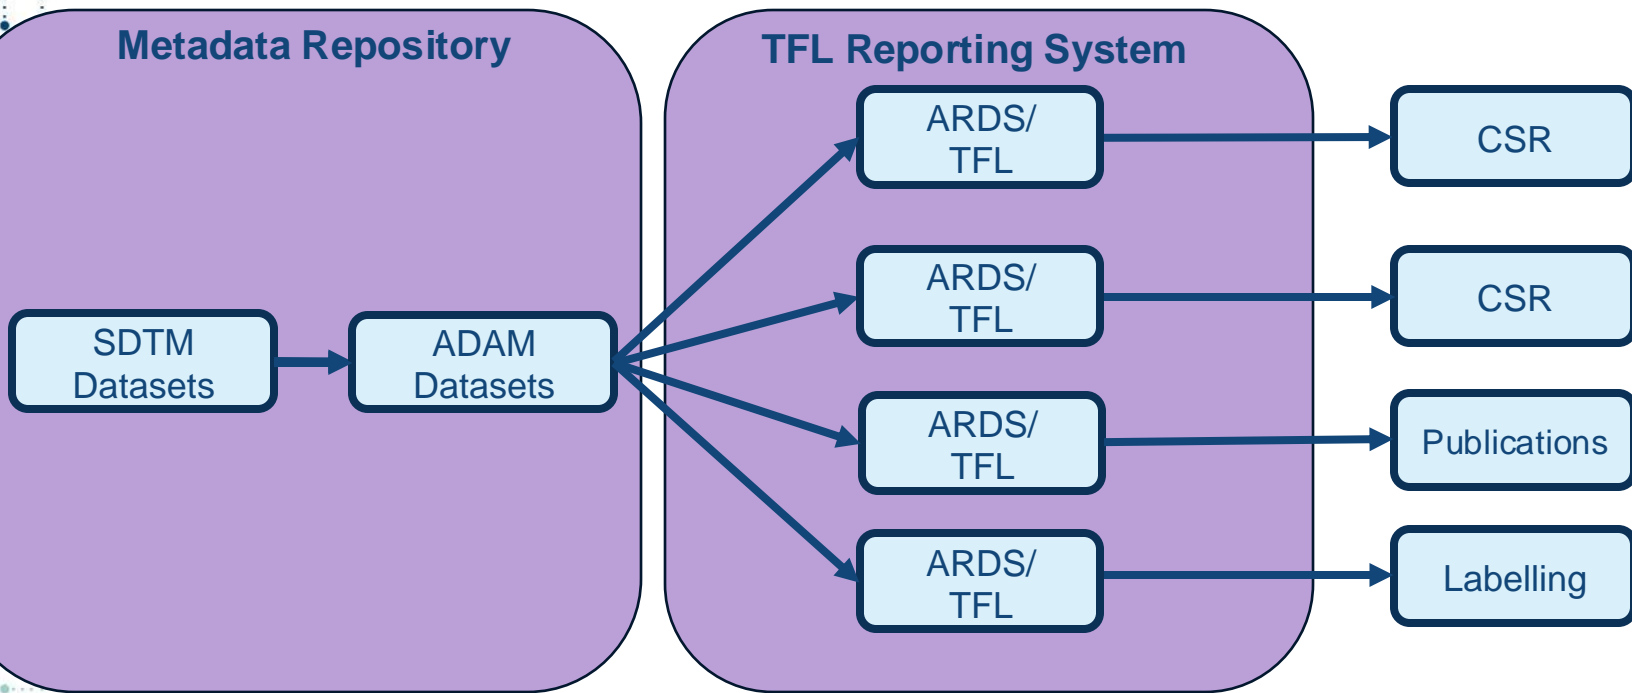 Metadata Repository
TFL Reporting System
SDTM
Datasets
ADAM
Datasets
ARDS/
TFL
CSR
ARDS/
TFL
CSR
ARDS/
TFL
Publications
ARDS/
TFL
Labelling